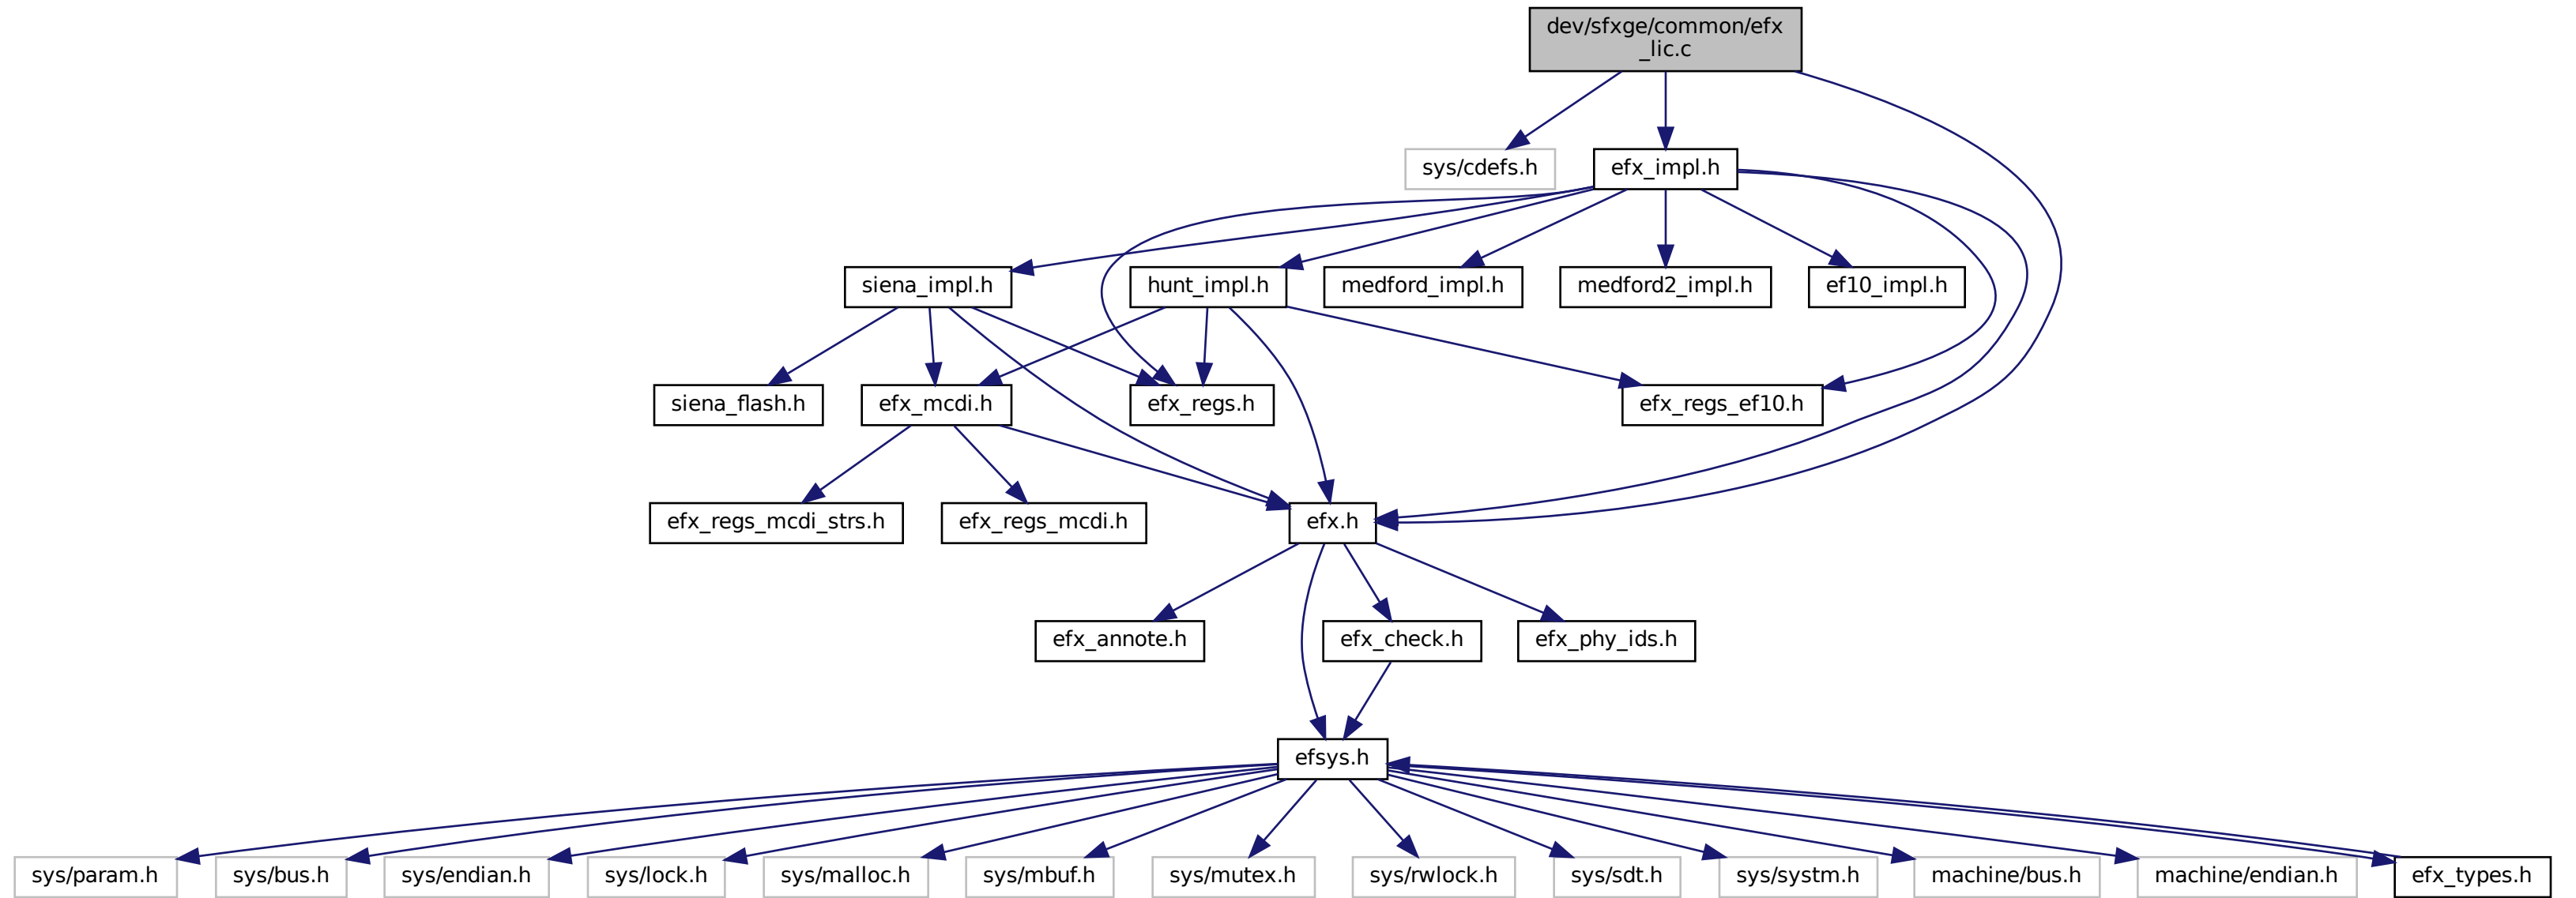 dev/sfxge/common/efx
_lic.c
sys/cdefs.h
efx_impl.h
siena_impl.h
hunt_impl.h
medford_impl.h
medford2_impl.h
ef10_impl.h
siena_flash.h
efx_mcdi.h
efx_regs.h
efx_regs_ef10.h
efx_regs_mcdi_strs.h
efx_regs_mcdi.h
efx.h
efx_annote.h
efx_check.h
efx_phy_ids.h
efsys.h
sys/param.h
sys/bus.h
sys/endian.h
sys/lock.h
sys/malloc.h
sys/mbuf.h
sys/mutex.h
sys/rwlock.h
sys/sdt.h
sys/systm.h
machine/bus.h
machine/endian.h
efx_types.h